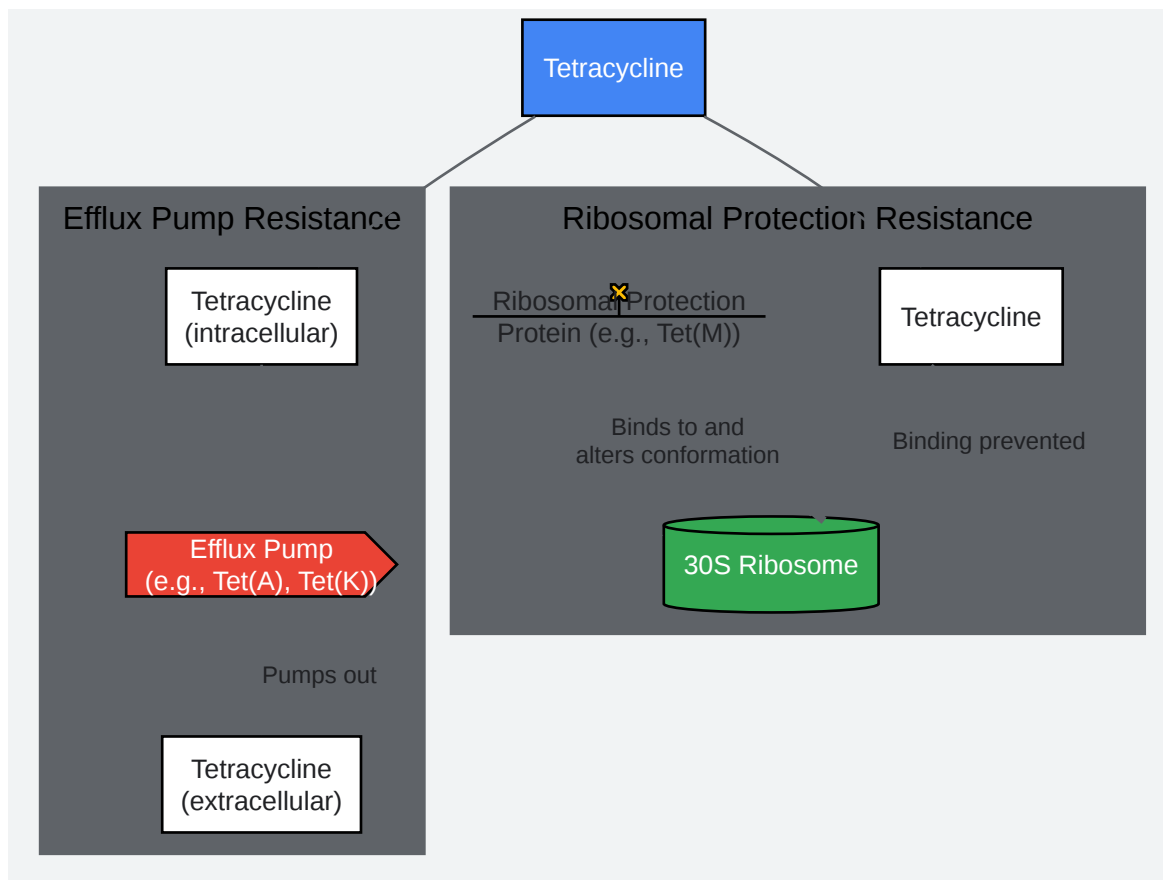 Tetracycline
Efflux Pump Resistance
Tetracycline
(intracellular)
Efflux Pump
(e.g., Tet(A), Tet(K))
Pumps out
Tetracycline
(extracellular)
Ribosomal Protection Resistance
Ribosomal Protection
Protein (e.g., Tet(M))
Tetracycline
Binds to and
alters conformation
Binding prevented
30S Ribosome